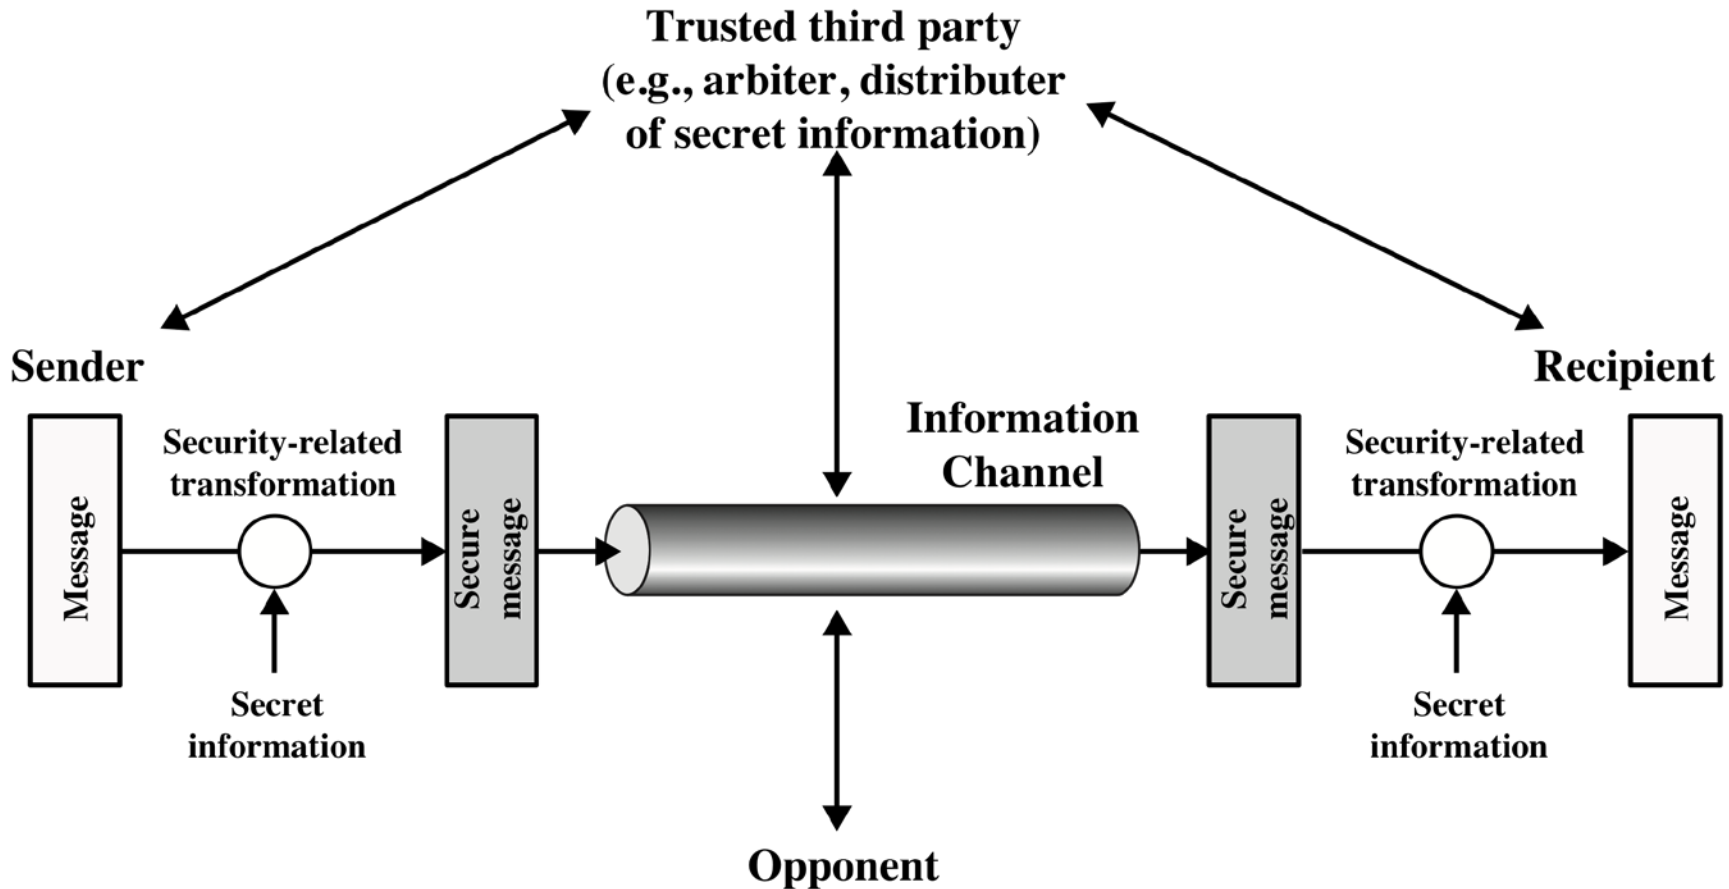 Trusted third party
(e.g., arbiter, distributer
of secret information)
Sender
Recipient
Information
Channel
Security-related
transformation
Security-related
transformation
Message
Secure
message
Secure
message
Message
Secret
information
Secret
information
Opponent